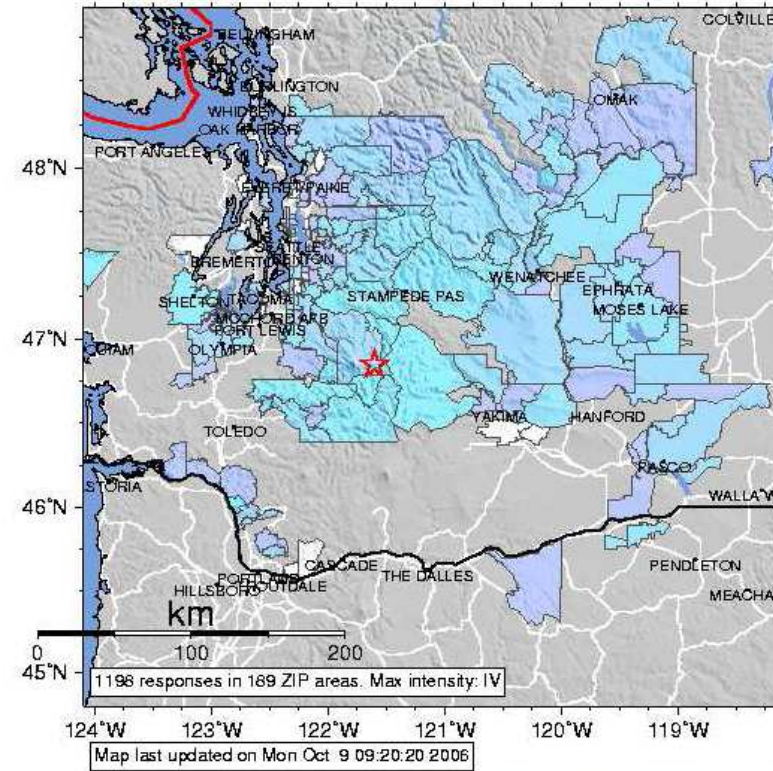 COLVILLE
BELLINGHAM
BURLINGTON
OMAK
WHIDBEY IS
OAK HARBOR
48°N
PORT ANGELES
EVERETT/PAINE
SEATTLE
BREMERTON
RENTON
WENATCHEE
EPHRATA
STAMPEDE PAS
SHELTON
TACOMA
MOSES LAKE
MCCHORD AFB
FORT LEWIS
47°N
QUIAM
OLYMPIA
YAKIMA
HANFORD
TOLEDO
PASCO
46°N
STORIA
WALLA W
CASCADE
PENDLETON
PORTLAND
THE DALLES
HILLSBORO
TROUTDALE
MEACHA
km
0 100 200
45°N
1198 responses in 189 ZIP areas. Max intensity: IV
124°W 123°W 122°W 121°W 120°W 119°W
Map last updated on Mon Oct 9 09:20:20 2006